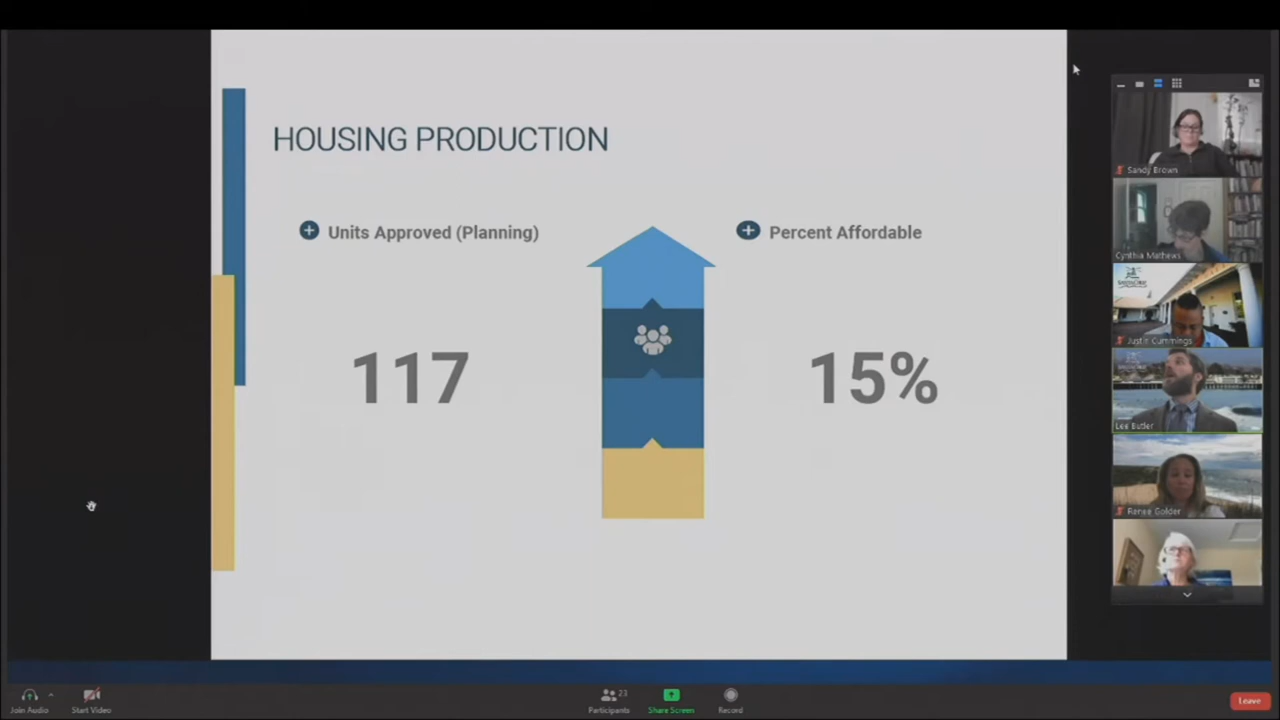 HOUSING PRODUCTION
Units Approved (Planning)
Percent Affordable
117
15%
Sandy Brown
Cynthia Mathews
Justin Cummings
Lee Butler
Renee Golder
Join Audio
Start Video
23
Participants
Share Screen
Record
Leave